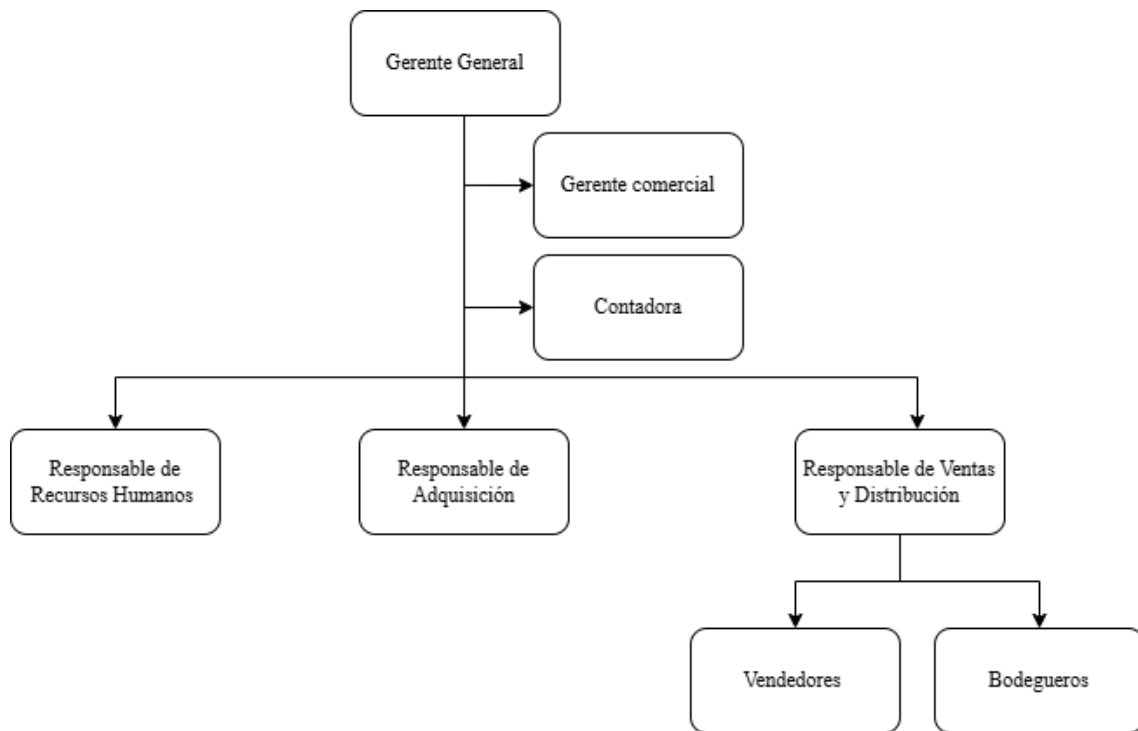 Gerente General
Gerente comercial
Contadora
Responsable de
Recursos Humanos
Responsable de
Adquisición
Responsable de Ventas
y Distribución
Vendedores
Bodegueros